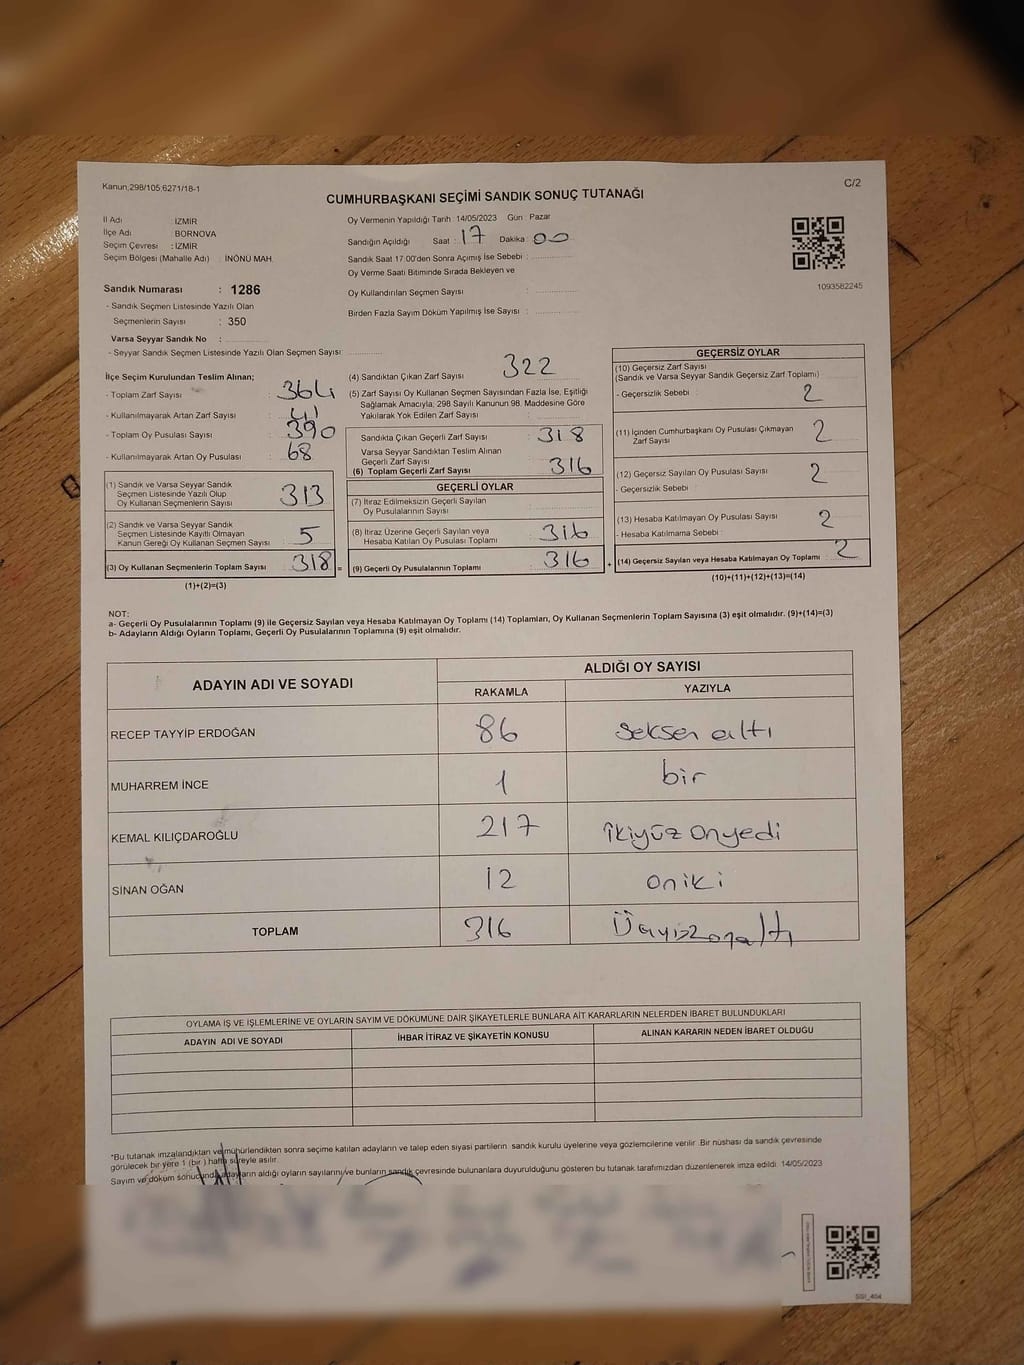 Kanun,298/105,6271/18-1
C/2
CUMHURBAŞKANI SEÇİMİ SANDIK SONUÇ TUTANAĞI
İl Adı : İZMİR
İlçe Adı : BORNOVA
Seçim Çevresi : İZMİR
Seçim Bölgesi (Mahalle Adı) : İNÖNÜ MAH.
Oy Vermenin Yapıldığı Tarih 14/05/2023 Gün : Pazar
Sandığın Açıldığı Saat : 17 Dakika : 00
Sandık Saat 17:00'den Sonra Açımış İse Sebebi :
Oy Verme Saati Bitiminde Sırada Bekleyen ve
Oy Kullandırılan Seçmen Sayısı :
Birden Fazla Sayım Döküm Yapılmış İse Sayısı :
1093582245
Sandık Numarası : 1286
- Sandık Seçmen Listesinde Yazılı Olan
Seçmenlerin Sayısı : 350
Varsa Seyyar Sandık No :
- Seyyar Sandık Seçmen Listesinde Yazılı Olan Seçmen Sayısı
İlçe Seçim Kurulundan Teslim Alınan;
- Toplam Zarf Sayısı : 364
- Kullanılmayarak Artan Zarf Sayısı : 41
- Toplam Oy Pusulası Sayısı : 390
- Kullanılmayarak Artan Oy Pusulası : 68
(1) Sandık ve Varsa Seyyar Sandık
Seçmen Listesinde Yazılı Olup
Oy Kullanan Seçmenlerin Sayısı : 313
(2) Sandık ve Varsa Seyyar Sandık
Seçmen Listesinde Kayıtlı Olmayan
Kanun Gereği Oy Kullanan Seçmen Sayısı : 5
(3) Oy Kullanan Seçmenlerin Toplam Sayısı : 318 =
(1)+(2)=(3)
(4) Sandıktan Çıkan Zarf Sayısı : 322
(5) Zarf Sayısı Oy Kullanan Seçmen Sayısından Fazla İse, Eşitliği
Sağlamak Amacıyla; 298 Sayılı Kanunun 98. Maddesine Göre
Yakılarak Yok Edilen Zarf Sayısı :
Sandıkta Çıkan Geçerli Zarf Sayısı : 318
Varsa Seyyar Sandıktan Teslim Alınan
Geçerli Zarf Sayısı :
(6) Toplam Geçerli Zarf Sayısı : 316
GEÇERLİ OYLAR
(7) İtiraz Edilmeksizin Geçerli Sayılan
Oy Pusulalarının Sayısı :
(8) İtiraz Üzerine Geçerli Sayılan veya
Hesaba Katılan Oy Pusulası Toplamı : 316
(9) Geçerli Oy Pusulalarının Toplamı : 316 +
GEÇERSİZ OYLAR
(10) Geçersiz Zarf Sayısı
(Sandık ve Varsa Seyyar Sandık Geçersiz Zarf Toplamı)
- Geçersizlik Sebebi : 2
(11) İçinden Cumhurbaşkanı Oy Pusulası Çıkmayan
Zarf Sayısı : 2
(12) Geçersiz Sayılan Oy Pusulası Sayısı : 2
- Geçersizlik Sebebi :
(13) Hesaba Katılmayan Oy Pusulası Sayısı : 2
- Hesaba Katılmama Sebebi :
(14) Geçersiz Sayılan veya Hesaba Katılmayan Oy Toplamı : 2
(10)+(11)+(12)+(13)=(14)
NOT:
a- Geçerli Oy Pusulalarının Toplamı (9) ile Geçersiz Sayılan veya Hesaba Katılmayan Oy Toplamı (14) Toplamları, Oy Kullanan Seçmenlerin Toplam Sayısına (3) eşit olmalıdır. (9)+(14)=(3)
b- Adayların Aldığı Oyların Toplamı, Geçerli Oy Pusulalarının Toplamına (9) eşit olmalıdır.
ADAYIN ADI VE SOYADI
ALDIĞI OY SAYISI
RAKAMLA YAZIYLA
RECEP TAYYİP ERDOĞAN 86 seksen altı
MUHARREM İNCE 1 bir
KEMAL KILIÇDAROĞLU 217 ikiyüz onyedi
SİNAN OĞAN 12 oniki
TOPLAM 316
OYLAMA İŞ VE İŞLEMLERİNE VE OYLARIN SAYIM VE DÖKÜMÜNE DAİR ŞİKAYETLERLE BUNLARA AİT KARARLARIN NELERDEN İBARET BULUNDUKLARI
ADAYIN ADI VE SOYADI İHBAR İTİRAZ VE ŞİKAYETİN KONUSU ALINAN KARARIN NEDEN İBARET OLDUĞU
*Bu tutanak imzalandıktan ve mühürlendikten sonra seçime katılan adayların ve talep eden siyasi partilerin sandık kurulu üyelerine veya gözlemcilerine verilir. Bir nüshası da sandık çevresinde
görülecek bir yere 1 (bir ) hafta süreyle asılır.
Sayım ve döküm sonucunda adayların aldığı oyların sayılarını ve bunların sandık çevresinde bulunanlara duyurulduğunu gösteren bu tutanak tarafımızdan düzenlenerek imza edildi. 14/05/2023
SSI_404